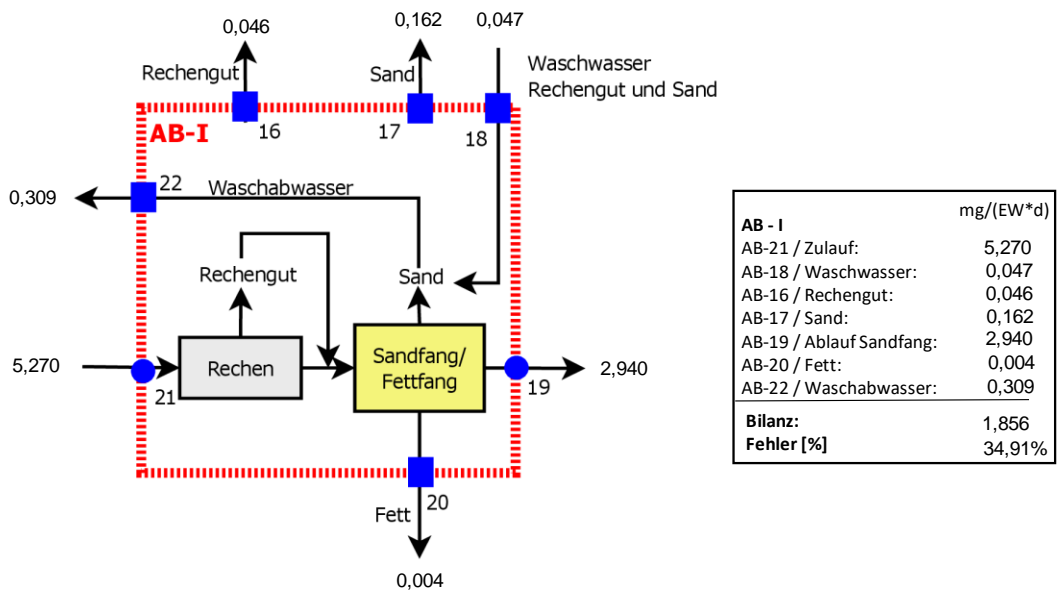 0,046
0,162
0,047
Rechengut
Sand
Waschwasser
Rechengut und Sand
AB-I
16
17
18
22
Waschabwasser
0,309
Rechengut
Sand
5,270
21
Rechen
Sandfang/
Fettfang
19
2,940
20
Fett
0,004
mg/(EW*d)
AB - I
AB-21 / Zulauf: 5,270
AB-18 / Waschwasser: 0,047
AB-16 / Rechengut: 0,046
AB-17 / Sand: 0,162
AB-19 / Ablauf Sandfang: 2,940
AB-20 / Fett: 0,004
AB-22 / Waschabwasser: 0,309
Bilanz: 1,856
Fehler [%] 34,91%